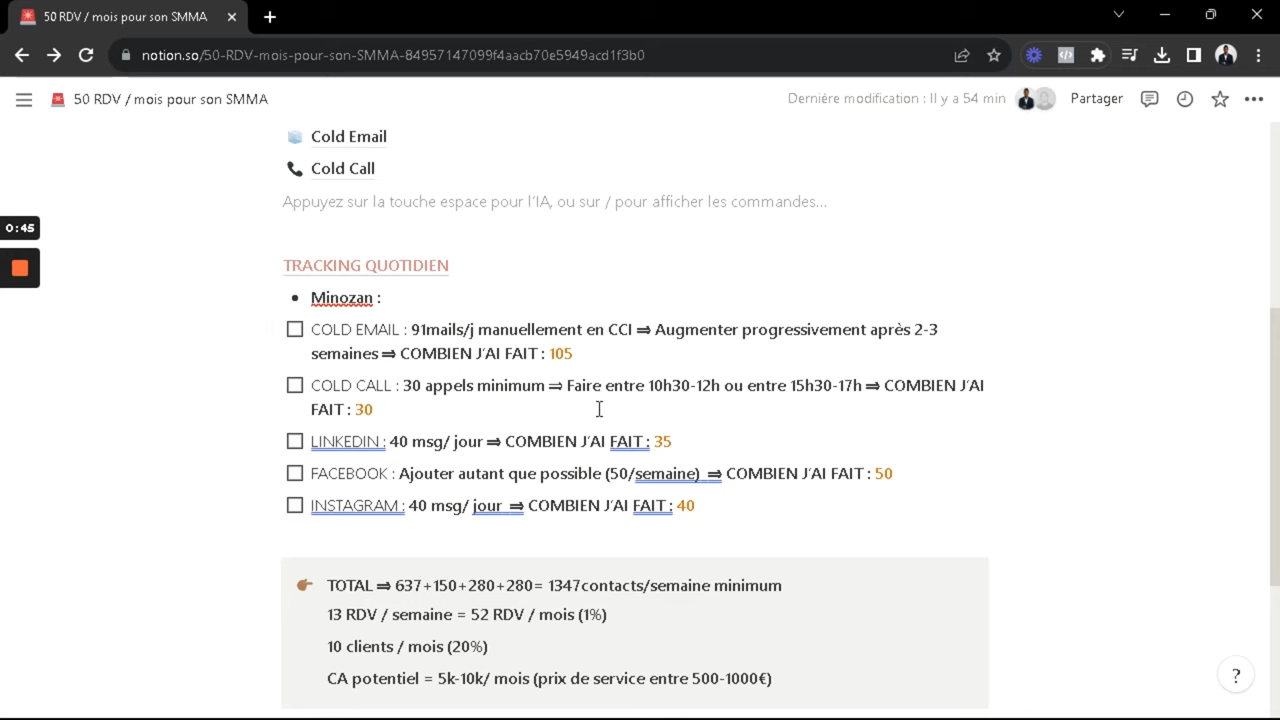 50 RDV / mois pour son SMMA
notion.so/50-RDV-mois-pour-son-SMMA-84957147099f4aacb70e5949acd1f3b0
50 RDV / mois pour son SMMA
Dernière modification : Il y a 54 min
Partager
Cold Email
Cold Call
Appuyez sur la touche espace pour l'IA, ou sur / pour afficher les commandes...
0:45
TRACKING QUOTIDIEN
Minozan :
COLD EMAIL : 91mails/j manuellement en CCI ⇒ Augmenter progressivement après 2-3
semaines ⇒ COMBIEN J'AI FAIT : 105
COLD CALL : 30 appels minimum ⇒ Faire entre 10h30-12h ou entre 15h30-17h ⇒ COMBIEN J'AI
FAIT : 30
LINKEDIN : 40 msg/ jour ⇒ COMBIEN J'AI FAIT : 35
FACEBOOK : Ajouter autant que possible (50/semaine) ⇒ COMBIEN J'AI FAIT : 50
INSTAGRAM : 40 msg/ jour ⇒ COMBIEN J'AI FAIT : 40
TOTAL ⇒ 637+150+280+280= 1347contacts/semaine minimum
13 RDV / semaine = 52 RDV / mois (1%)
10 clients / mois (20%)
CA potentiel = 5k-10k/ mois (prix de service entre 500-1000€)
?